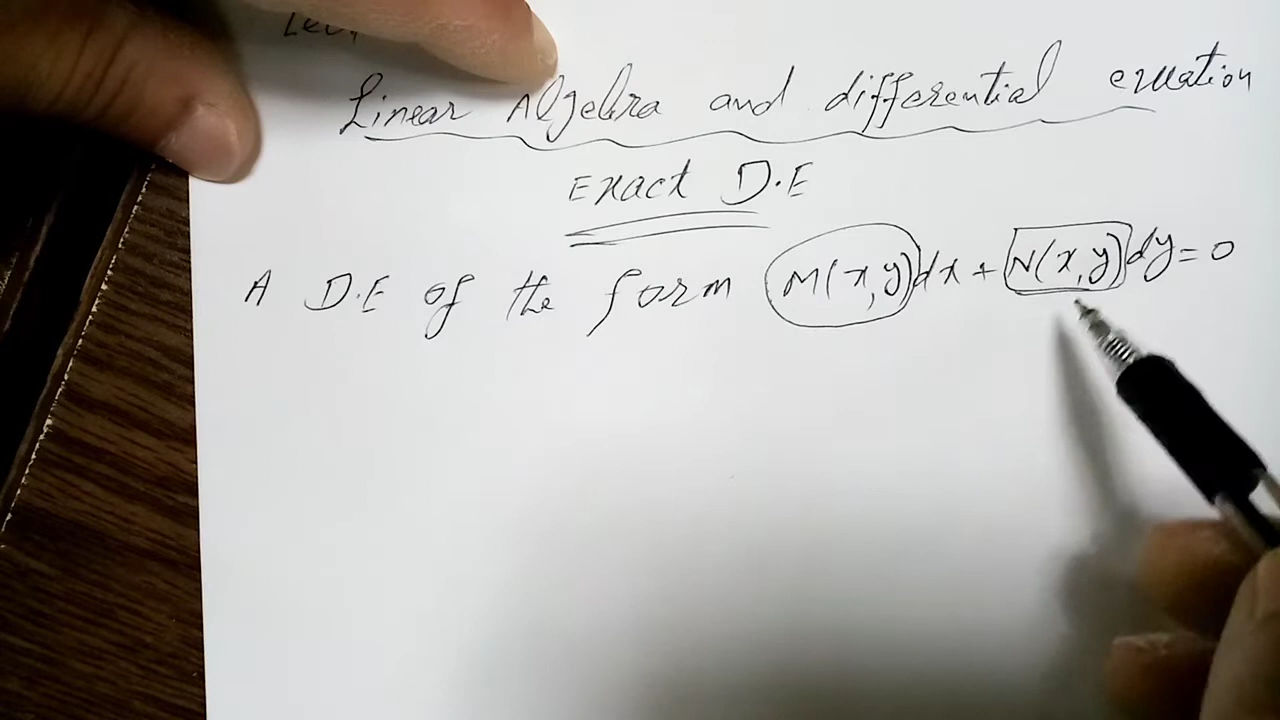 Linear Algebra and differential equation
Exact D.E
A D.E of the form M(x,y)dx + N(x,y)dy = 0